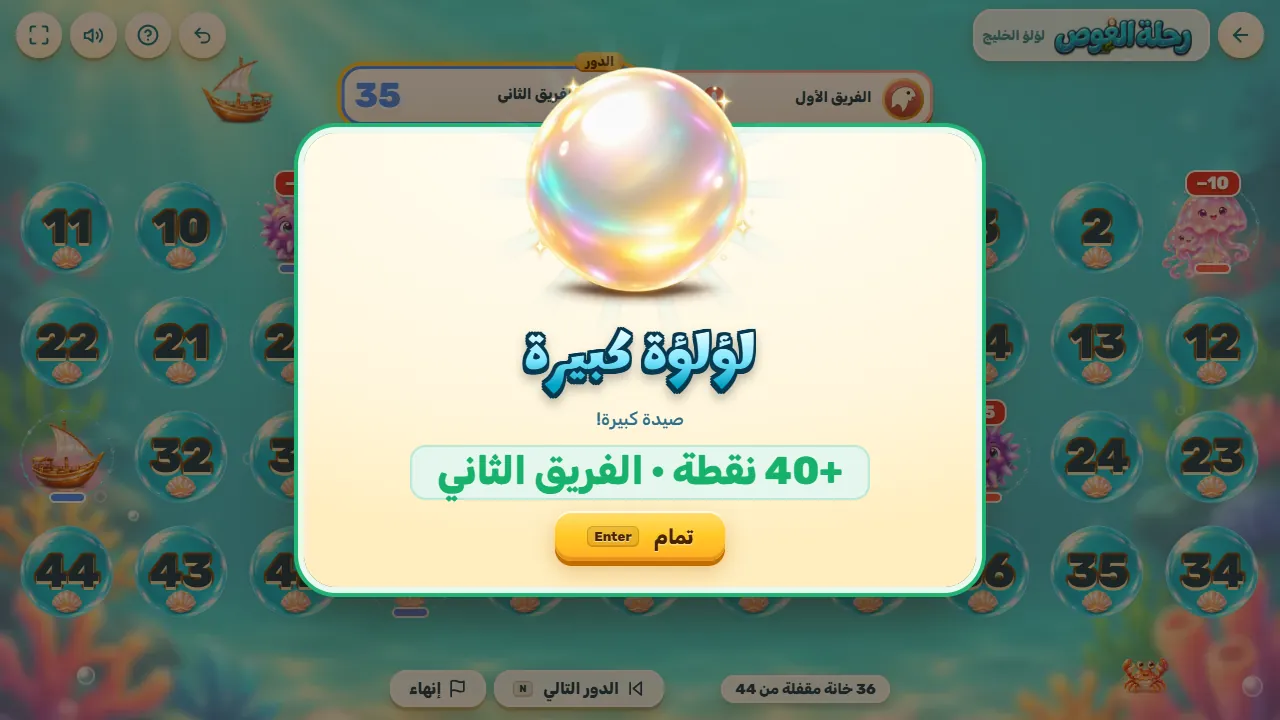 رحلة الغوص
لؤلؤ الخليج
الدور
الفريق الأول
الفريق الثاني
35
−10
2
10
11
12
13
21
22
5
23
24
32
34
35
43
44
لؤلؤة كبيرة
صيدة كبيرة!
+40 نقطة • الفريق الثاني
تمام Enter
36 خانة مقفلة من 44
الدور التالي N
إنهاء